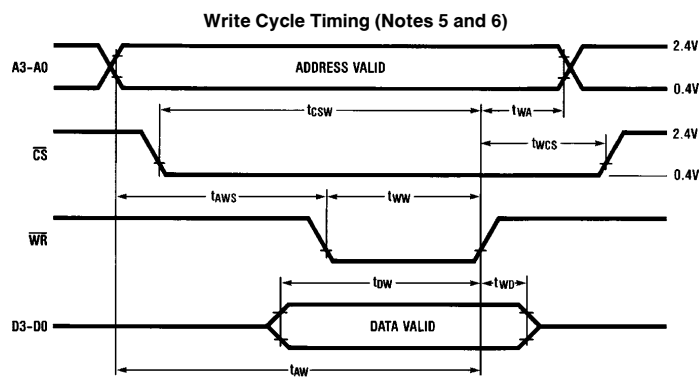 Write Cycle Timing (Notes 5 and 6)
A3-A0
ADDRESS VALID
2.4V
0.4V
tCSW
tWA
CS
tWCS
2.4V
0.4V
tAWS
tWW
WR
tDW
tWD
D3-D0
DATA VALID
tAW